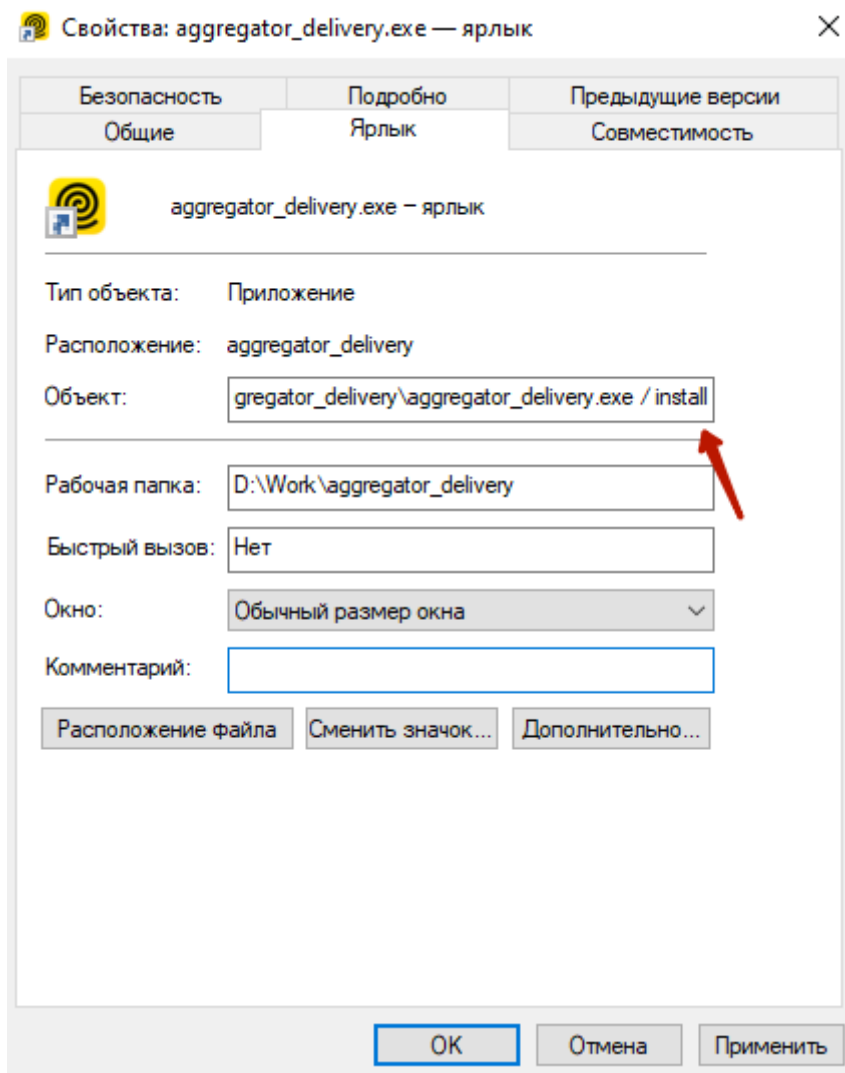 Свойства: aggregator_delivery.exe — ярлык
Безопасность Подробно Предыдущие версии
Общие Ярлык Совместимость
aggregator_delivery.exe – ярлык
Тип объекта: Приложение
Расположение: aggregator_delivery
Объект: gregator_delivery\aggregator_delivery.exe / install
Рабочая папка: D:\Work\aggregator_delivery
Быстрый вызов: Нет
Окно: Обычный размер окна
Комментарий:
Расположение файла Сменить значок... Дополнительно...
OK Отмена Применить